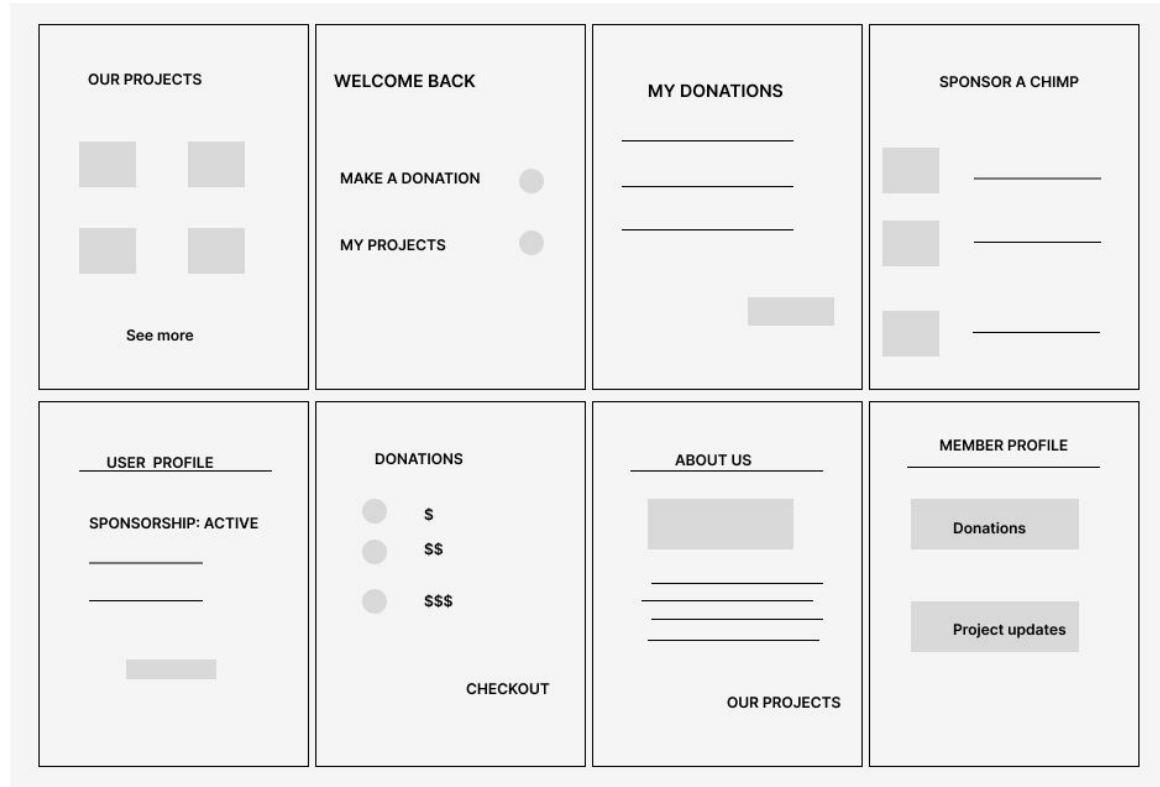 OUR PROJECTS
See more
WELCOME BACK
MAKE A DONATION
MY PROJECTS
MY DONATIONS
SPONSOR A CHIMP
USER PROFILE
SPONSORSHIP: ACTIVE
DONATIONS
$
$$
$$$
CHECKOUT
ABOUT US
OUR PROJECTS
MEMBER PROFILE
Donations
Project updates